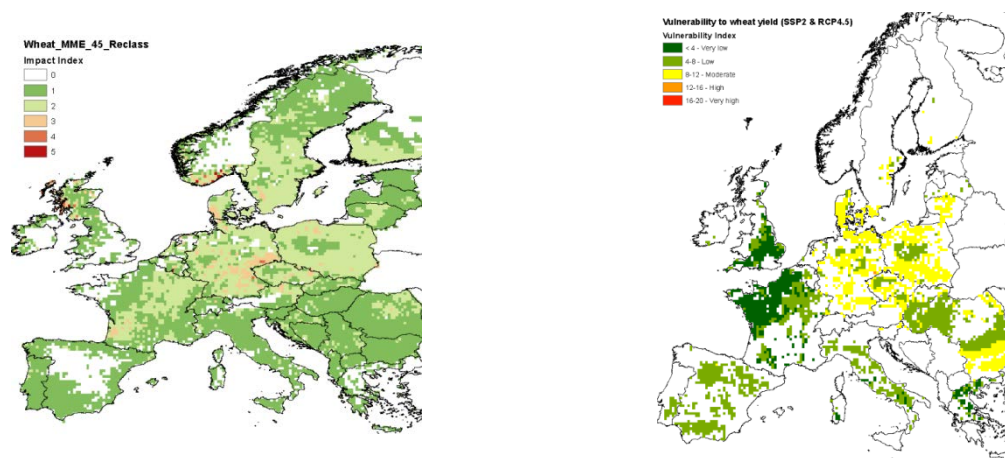 Wheat_MME_45_Reclass
Impact Index
0
1
2
3
4
5
Vulnerability to wheat yield (SSP2 & RCP4.5)
Vulnerability Index
< 4 - Very low
4-8 - Low
8-12 - Moderate
12-16 - High
16-20 - Very high